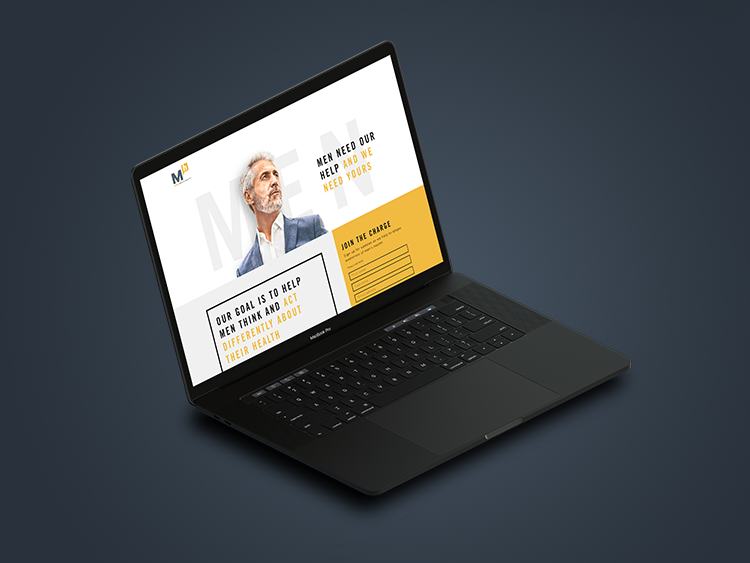 Mh
MEN
MEN NEED OUR
HELP AND WE
NEED YOURS
JOIN THE CHARGE
OUR GOAL IS TO HELP
MEN THINK AND ACT
DIFFERENTLY ABOUT
THEIR HEALTH
MacBook Pro